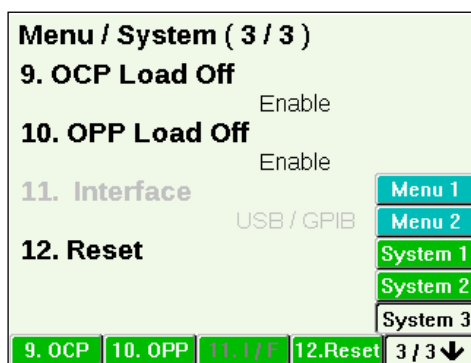 Menu / System ( 3 / 3 )
9. OCP Load Off
Enable
10. OPP Load Off
Enable
11. Interface
USB / GPIB
12. Reset
Menu 1
Menu 2
System 1
System 2
System 3
9. OCP 10. OPP 11. I / F 12.Reset 3 / 3